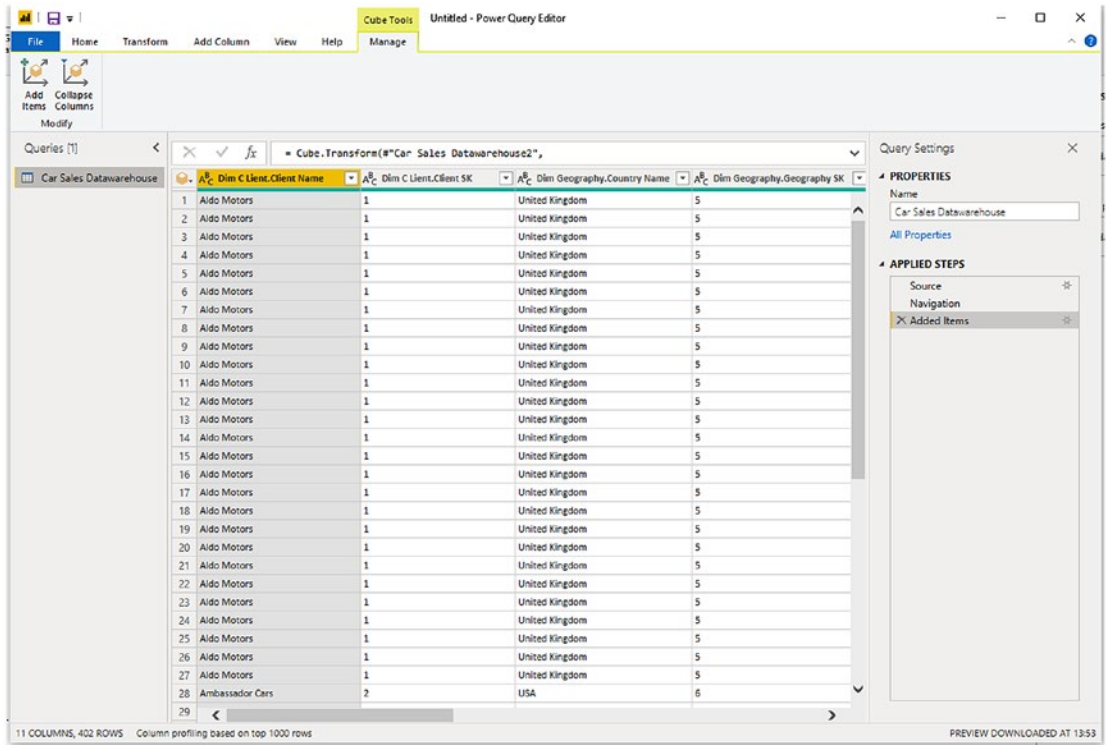 Cube Tools Untitled - Power Query Editor
File Home Transform Add Column View Help Manage
Add Items
Collapse Columns
Modify
Queries [1]
Car Sales Datawarehouse
fx = Cube.Transform(#"Car Sales Datawarehouse2",
ABC Dim C Lient.Client Name ABC Dim C Lient.Client SK ABC Dim Geography.Country Name ABC Dim Geography.Geography SK
1 Aldo Motors 1 United Kingdom 5
2 Aldo Motors 1 United Kingdom 5
3 Aldo Motors 1 United Kingdom 5
4 Aldo Motors 1 United Kingdom 5
5 Aldo Motors 1 United Kingdom 5
6 Aldo Motors 1 United Kingdom 5
7 Aldo Motors 1 United Kingdom 5
8 Aldo Motors 1 United Kingdom 5
9 Aldo Motors 1 United Kingdom 5
10 Aldo Motors 1 United Kingdom 5
11 Aldo Motors 1 United Kingdom 5
12 Aldo Motors 1 United Kingdom 5
13 Aldo Motors 1 United Kingdom 5
14 Aldo Motors 1 United Kingdom 5
15 Aldo Motors 1 United Kingdom 5
16 Aldo Motors 1 United Kingdom 5
17 Aldo Motors 1 United Kingdom 5
18 Aldo Motors 1 United Kingdom 5
19 Aldo Motors 1 United Kingdom 5
20 Aldo Motors 1 United Kingdom 5
21 Aldo Motors 1 United Kingdom 5
22 Aldo Motors 1 United Kingdom 5
23 Aldo Motors 1 United Kingdom 5
24 Aldo Motors 1 United Kingdom 5
25 Aldo Motors 1 United Kingdom 5
26 Aldo Motors 1 United Kingdom 5
27 Aldo Motors 1 United Kingdom 5
28 Ambassador Cars 2 USA 6
29
Query Settings
PROPERTIES
Name
Car Sales Datawarehouse
All Properties
APPLIED STEPS
Source
Navigation
Added Items
11 COLUMNS, 402 ROWS Column profiling based on top 1000 rows PREVIEW DOWNLOADED AT 13:53